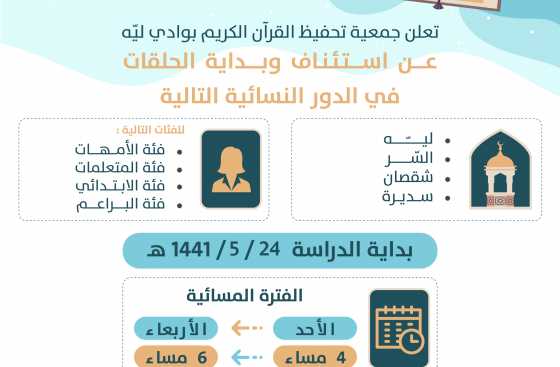 تعلن جمعية تحفيظ القرآن الكريم بوادي ليّه
عن استئناف وبداية الحلقات
في الدور النسائية التالية
ليّه
السّر
شقصان
سديرة
للفئات التالية :
فئة الأمهات
فئة المتعلمات
فئة الابتدائي
فئة البراعم
بداية الدراسة 24 / 5 / 1441 هـ
الفترة المسائية
الأحد الأربعاء
4 مساء 6 مساء